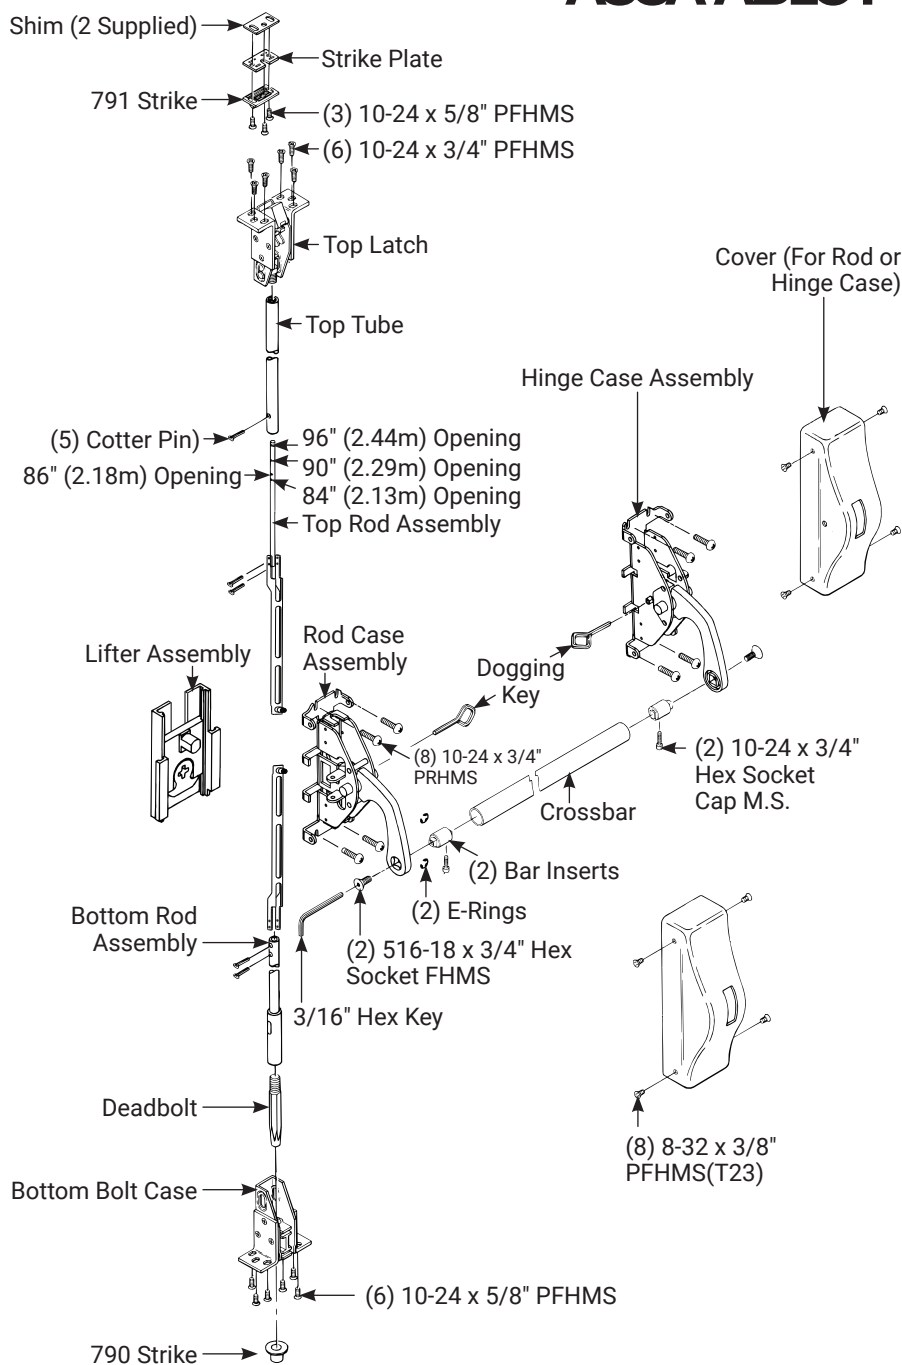 ASSA ABLOY
Shim (2 Supplied)
Strike Plate
791 Strike
(3) 10-24 x 5/8" PFHMS
(6) 10-24 x 3/4" PFHMS
Top Latch
Cover (For Rod or
Hinge Case)
Top Tube
Hinge Case Assembly
(5) Cotter Pin)
96" (2.44m) Opening
86" (2.18m) Opening
90" (2.29m) Opening
84" (2.13m) Opening
Top Rod Assembly
Lifter Assembly
Rod Case
Assembly
Dogging
Key
(8) 10-24 x 3/4"
PRHMS
(2) 10-24 x 3/4"
Hex Socket
Cap M.S.
Crossbar
(2) Bar Inserts
(2) E-Rings
Bottom Rod
Assembly
(2) 516-18 x 3/4" Hex
Socket FHMS
3/16" Hex Key
Deadbolt
(8) 8-32 x 3/8"
PFHMS(T23)
Bottom Bolt Case
(6) 10-24 x 5/8" PFHMS
790 Strike